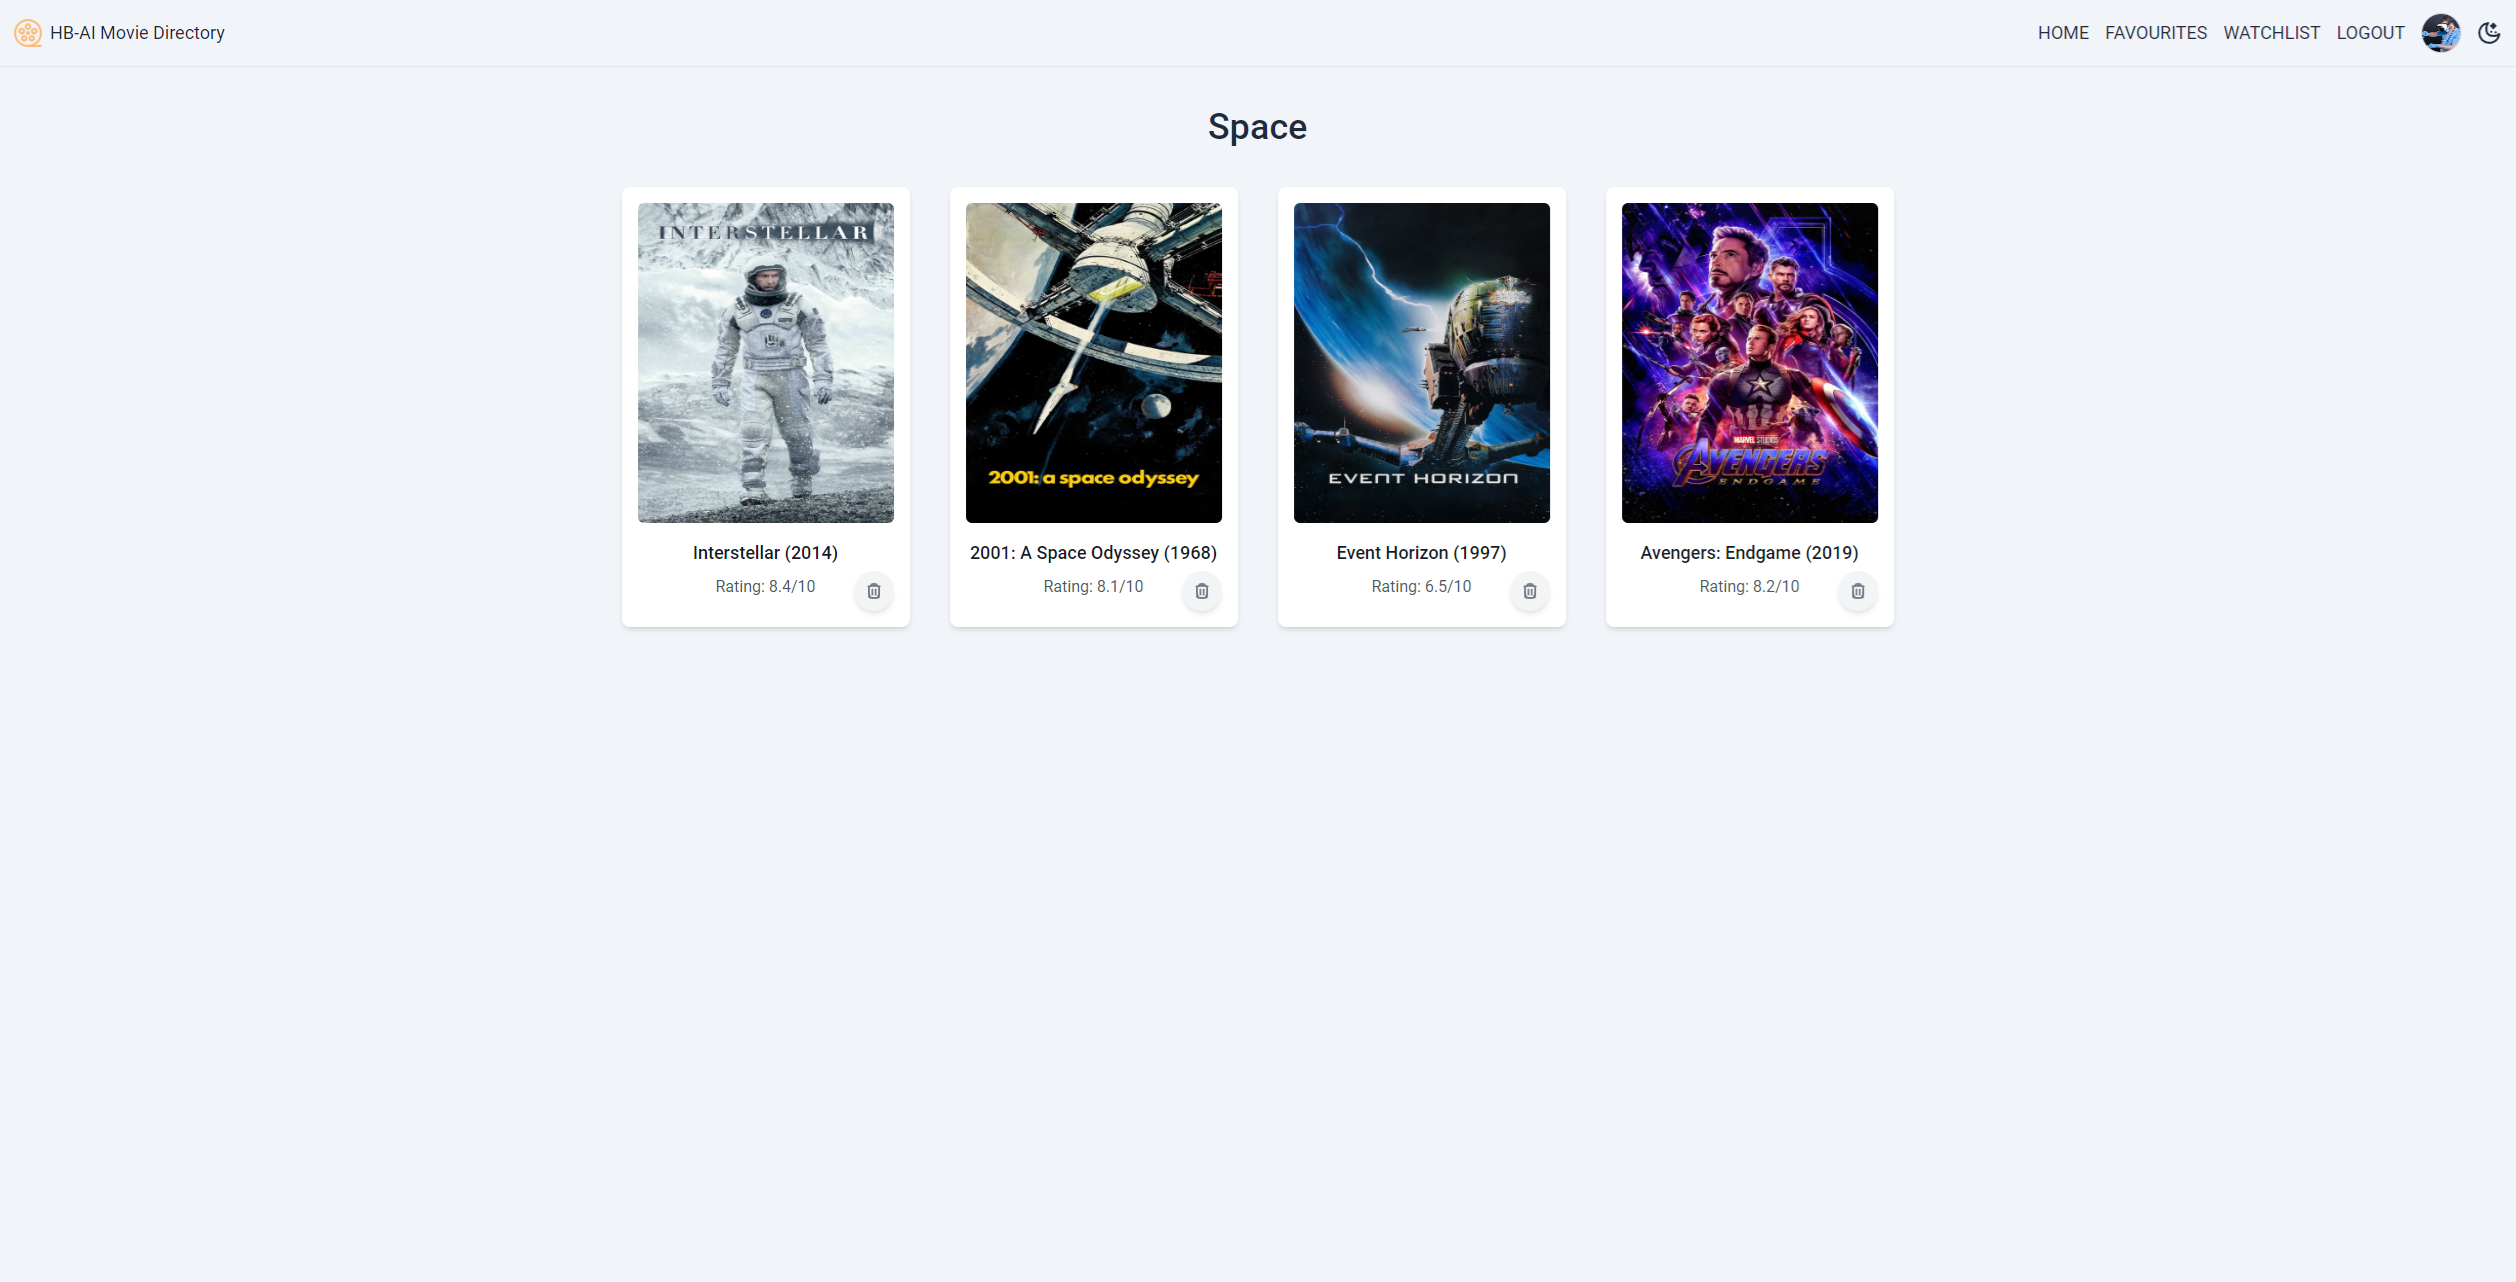 HB-AI Movie Directory
HOME FAVOURITES WATCHLIST LOGOUT
Space
INTERSTELLAR
2001: a space odyssey
EVENT HORIZON
MARVEL STUDIOS
AVENGERS
ENDGAME
Interstellar (2014)
Rating: 8.4/10
2001: A Space Odyssey (1968)
Rating: 8.1/10
Event Horizon (1997)
Rating: 6.5/10
Avengers: Endgame (2019)
Rating: 8.2/10